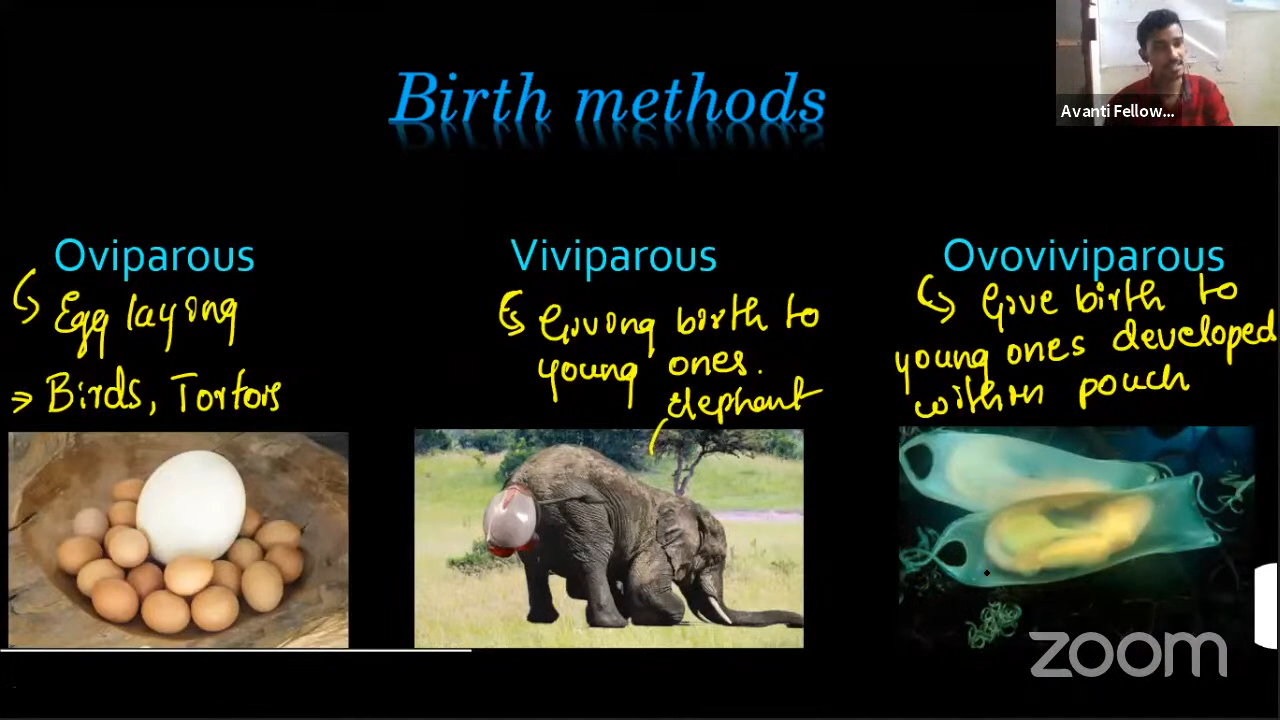 Birth methods
Avanti Fellow...
Oviparous
Egg laying
⇒ Birds, Tortois
Viviparous
Giving birth to
young ones.
elephant
Ovoviviparous
Give birth to
young ones developed
within pouch
zoom